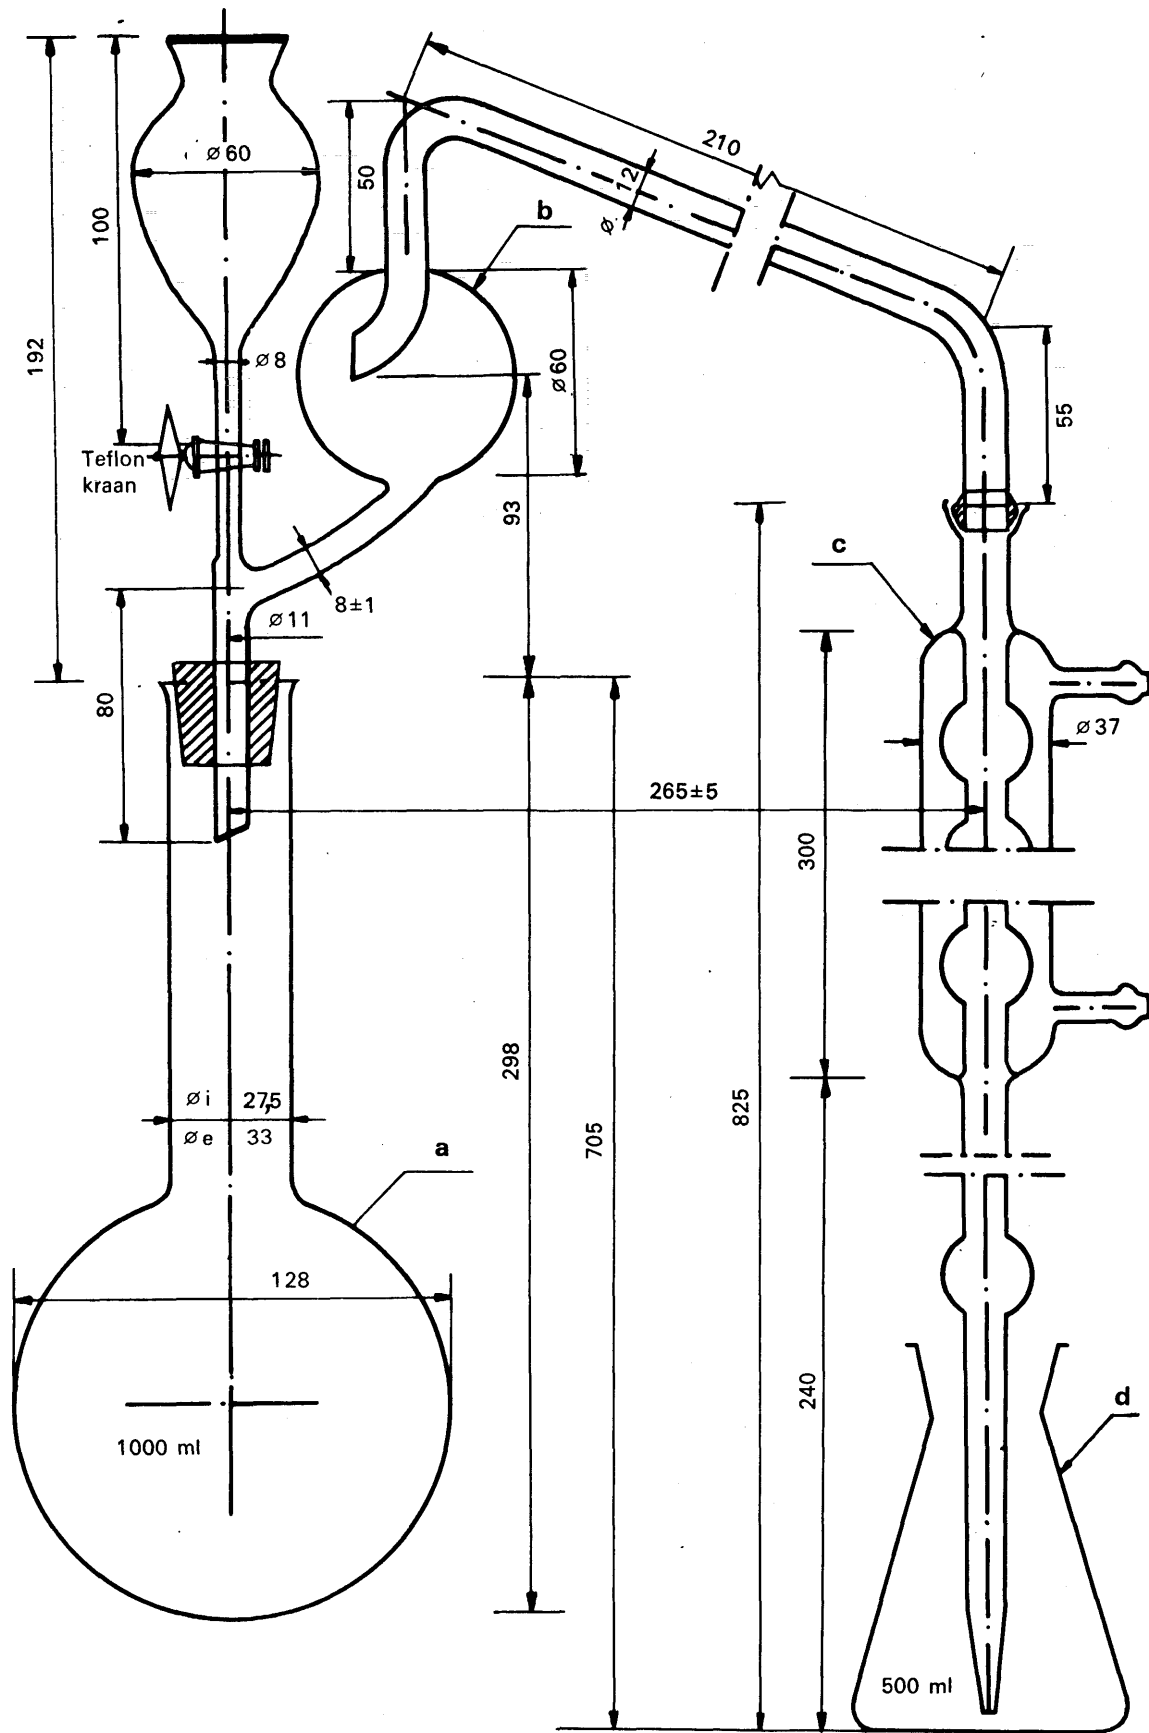 210
⌀ 60
50
⌀ 12
b
100
192
⌀ 8
⌀ 60
55
Teflon
kraan
93
c
8±1
⌀ 11
80
⌀ 37
265±5
300
298
825
⌀ i 27,5
⌀ e 33
705
a
128
240
d
1000 ml
500 ml